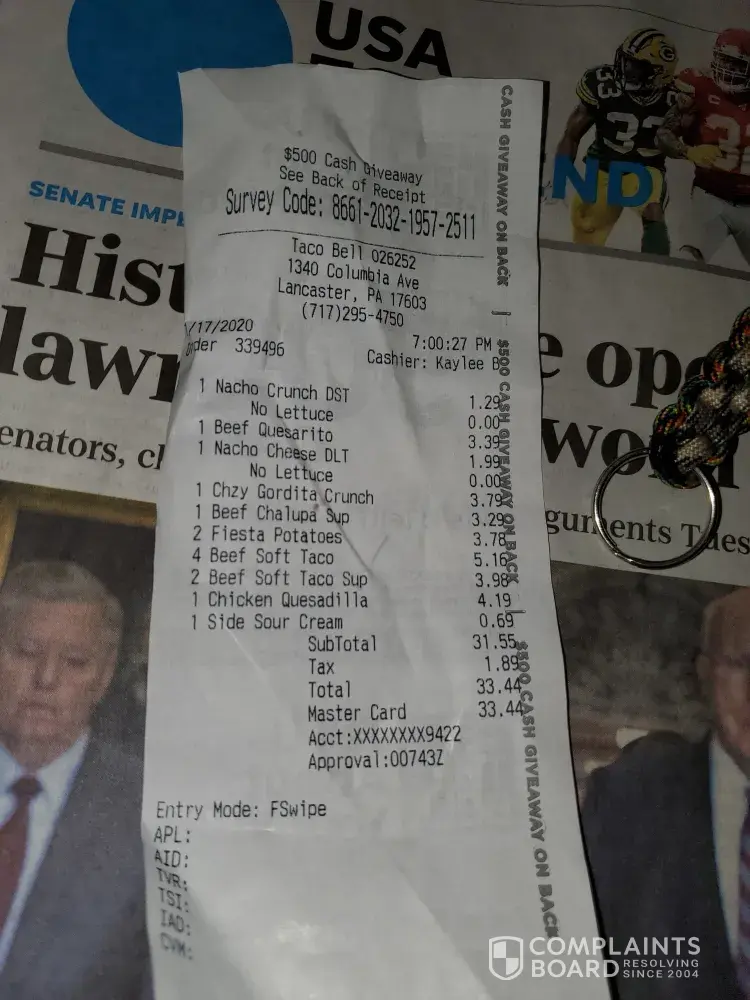 USA
ND
33
SENATE IMPE
Hist
lawn
enators, cl
e ope
wo
guments Tues
$500 Cash Giveaway
See Back of Receipt
Survey Code: 8661-2032-1957-2511
Taco Bell 026252
1340 Columbia Ave
Lancaster, PA 17603
(717)295-4750
/17/2020 7:00:27 PM
rder 339496 Cashier: Kaylee B
1 Nacho Crunch DST 1.29
No Lettuce 0.00
1 Beef Quesarito 3.39
1 Nacho Cheese DLT 1.99
No Lettuce 0.00
1 Chzy Gordita Crunch 3.79
1 Beef Chalupa Sup 3.29
2 Fiesta Potatoes 3.78
4 Beef Soft Taco 5.16
2 Beef Soft Taco Sup 3.98
1 Chicken Quesadilla 4.19
1 Side Sour Cream 0.69
SubTotal 31.55
Tax 1.89
Total 33.44
Master Card 33.44
Acct:XXXXXXXX9422
Approval:00743Z
Entry Mode: FSwipe
APL:
AID:
TVR:
TSI:
IAD:
CVM:
CASH GIVEAWAY ON BACK
$500 CASH GIVEAWAY ON BACK
$500 CASH GIVEAWAY ON BACK
COMPLAINTS
BOARD RESOLVING
SINCE 2004